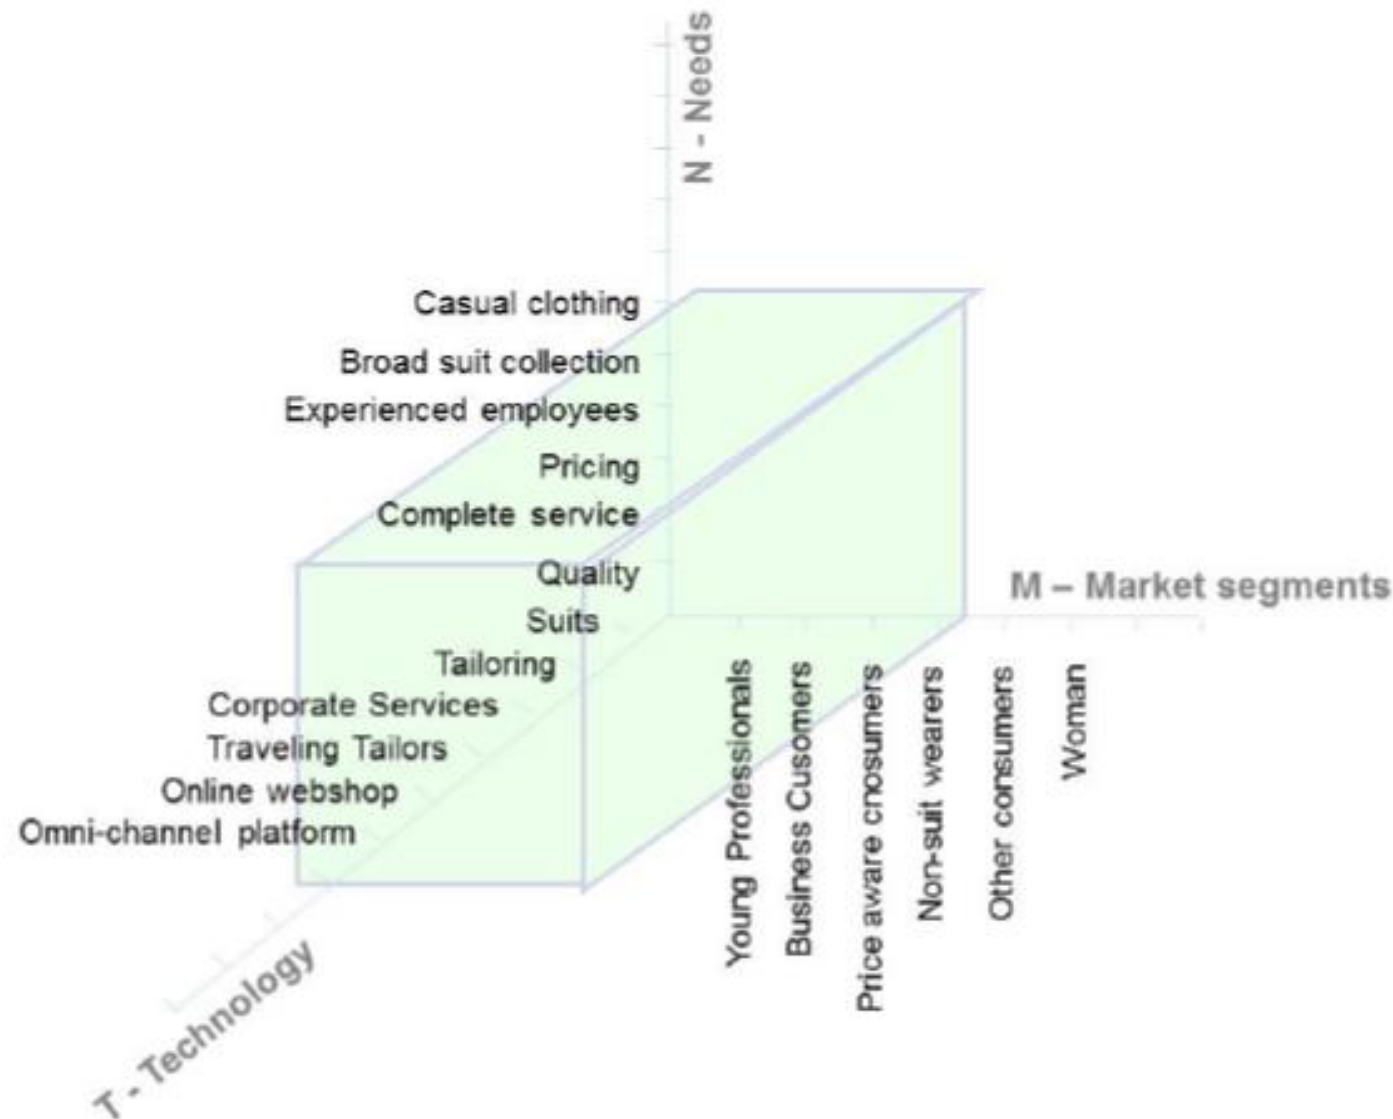 N - Needs
Casual clothing
Broad suit collection
Experienced employees
Pricing
Complete service
Quality
M – Market segments
Suits
Tailoring
Corporate Services
Traveling Tailors
Online webshop
Omni-channel platform
Young Professionals
Business Cusomers
Price aware cnosumers
Non-suit wearers
Other consumers
Woman
T - Technology